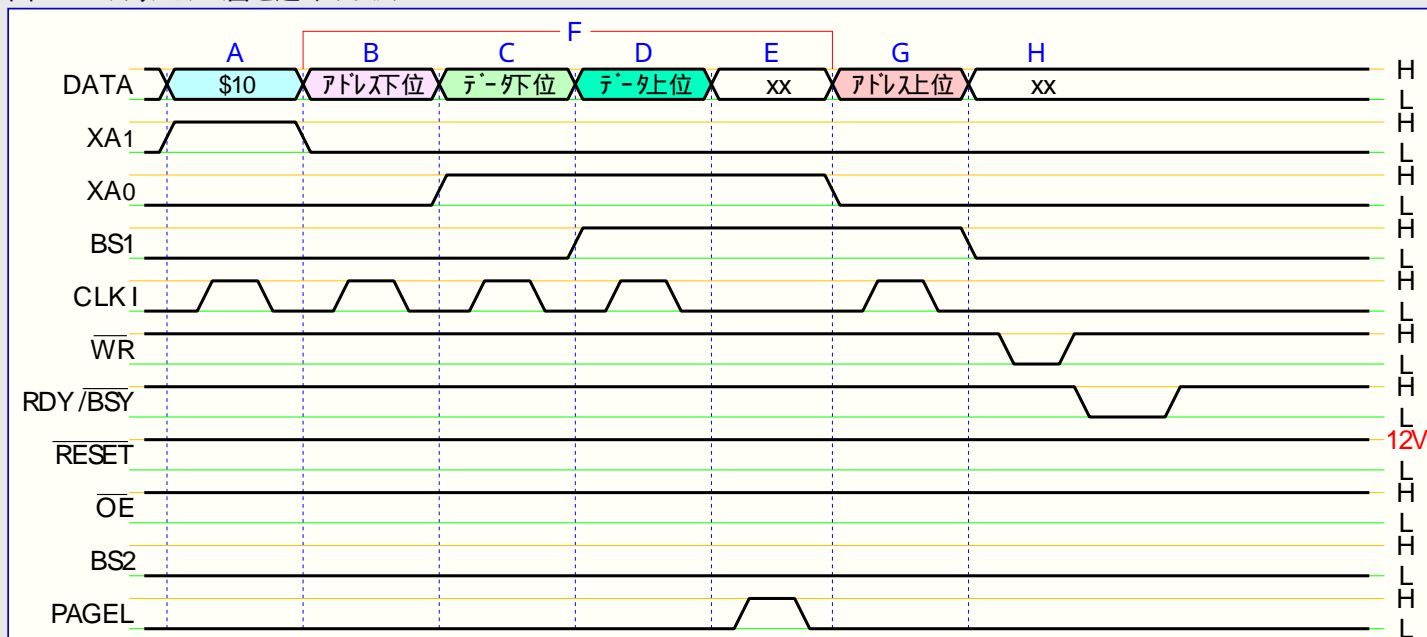 F
A B C D E G H
DATA $10 アドレス下位 データ下位 データ上位 xx アドレス上位 xx H
L
XA1 H
L
XA0 H
L
BS1 H
L
CLKI H
L
WR H
L
RDY/BSY H
L
RESET 12V
L
OE H
L
BS2 H
L
PAGEL H
L